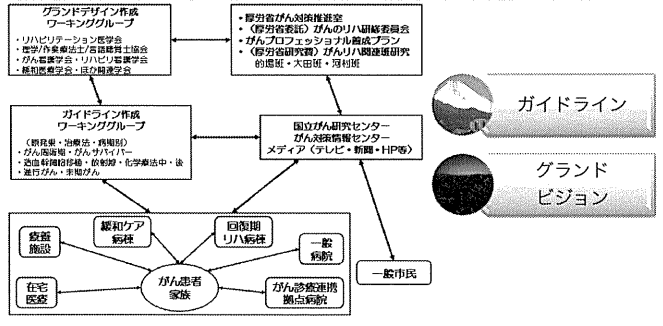 グランドデザイン作成
ワーキンググループ
・リハビリテーション医学会
・理学/作業療法士/言語聴覚士協会
・がん看護学会・リハビリ看護学会
・緩和医療学会・ほか関連学会
・厚労省がん対策推進室
・（厚労省委託）がんのリハ研修委員会
・がんプロフェッショナル養成プラン
・（厚労省研究費）がんリハ関連班研究
的場班・太田班・河村班
ガイドライン作成
ワーキンググループ
（原発巣・治療法・病期別）
・がん周術期・がんサバイバー
・造血幹細胞移植・放射線・化学療法中・後
・進行がん・末期がん
国立がん研究センター
がん対策情報センター
メディア（テレビ・新聞・HP等）
ガイドライン
グランド
ビジョン
療養
施設
緩和ケア
病棟
回復期
リハ病棟
一般
病院
在宅
医療
がん患者
家族
がん診療連携
拠点病院
一般市民